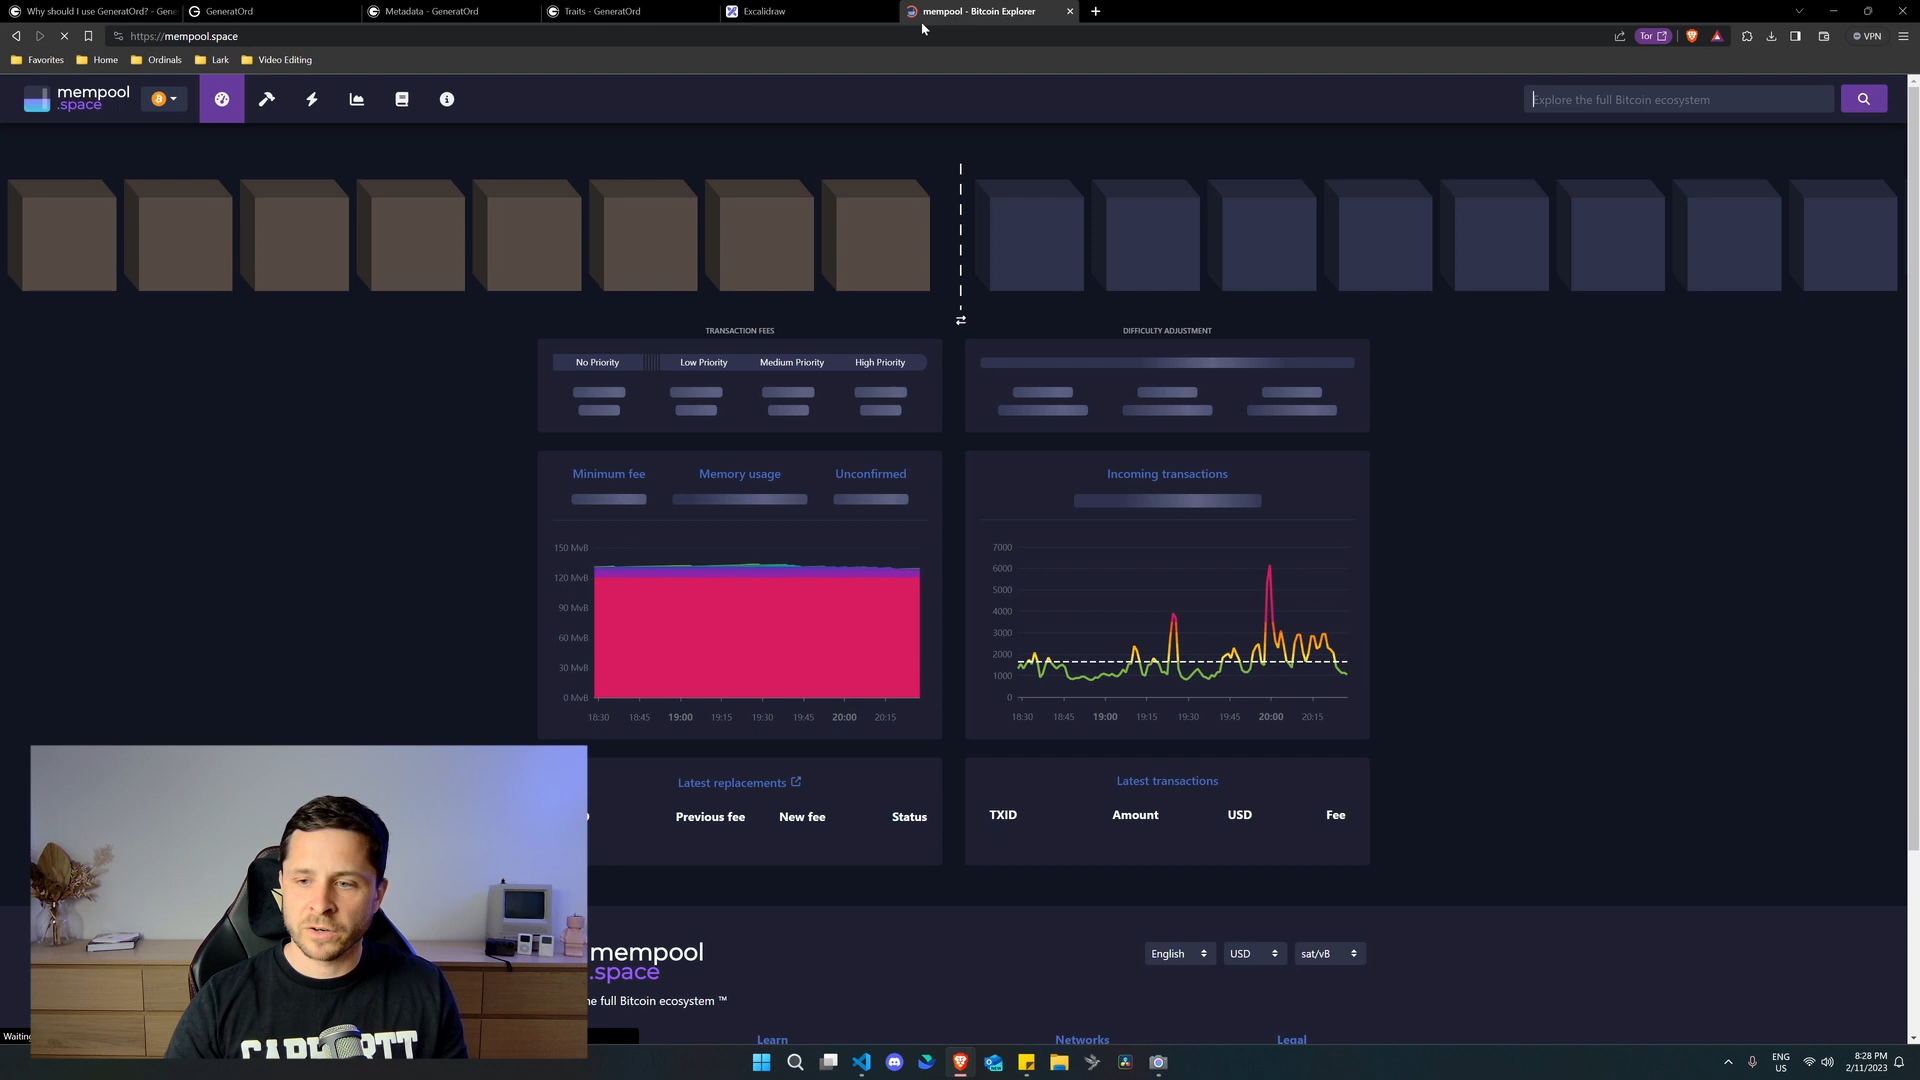 Why should I use GeneratOrd? - Gene
GeneratOrd
Metadata - GeneratOrd
Traits - GeneratOrd
Excalidraw
mempool - Bitcoin Explorer
https://mempool.space
Tor
VPN
Favorites
Home
Ordinals
Lark
Video Editing
mempool
.space
Explore the full Bitcoin ecosystem
TRANSACTION FEES
No Priority
Low Priority
Medium Priority
High Priority
DIFFICULTY ADJUSTMENT
Minimum fee
Memory usage
Unconfirmed
150 MvB
120 MvB
90 MvB
60 MvB
30 MvB
0 MvB
18:30 18:45 19:00 19:15 19:30 19:45 20:00 20:15
Incoming transactions
7000
6000
5000
4000
3000
2000
1000
0
18:30 18:45 19:00 19:15 19:30 19:45 20:00 20:15
Latest replacements
Previous fee New fee Status
Latest transactions
TXID Amount USD Fee
mempool
.space
he full Bitcoin ecosystem ™
English
USD
sat/vB
Learn
Networks
Legal
Waiting
CARHARTT
ENG
US
8:28 PM
2/11/2023